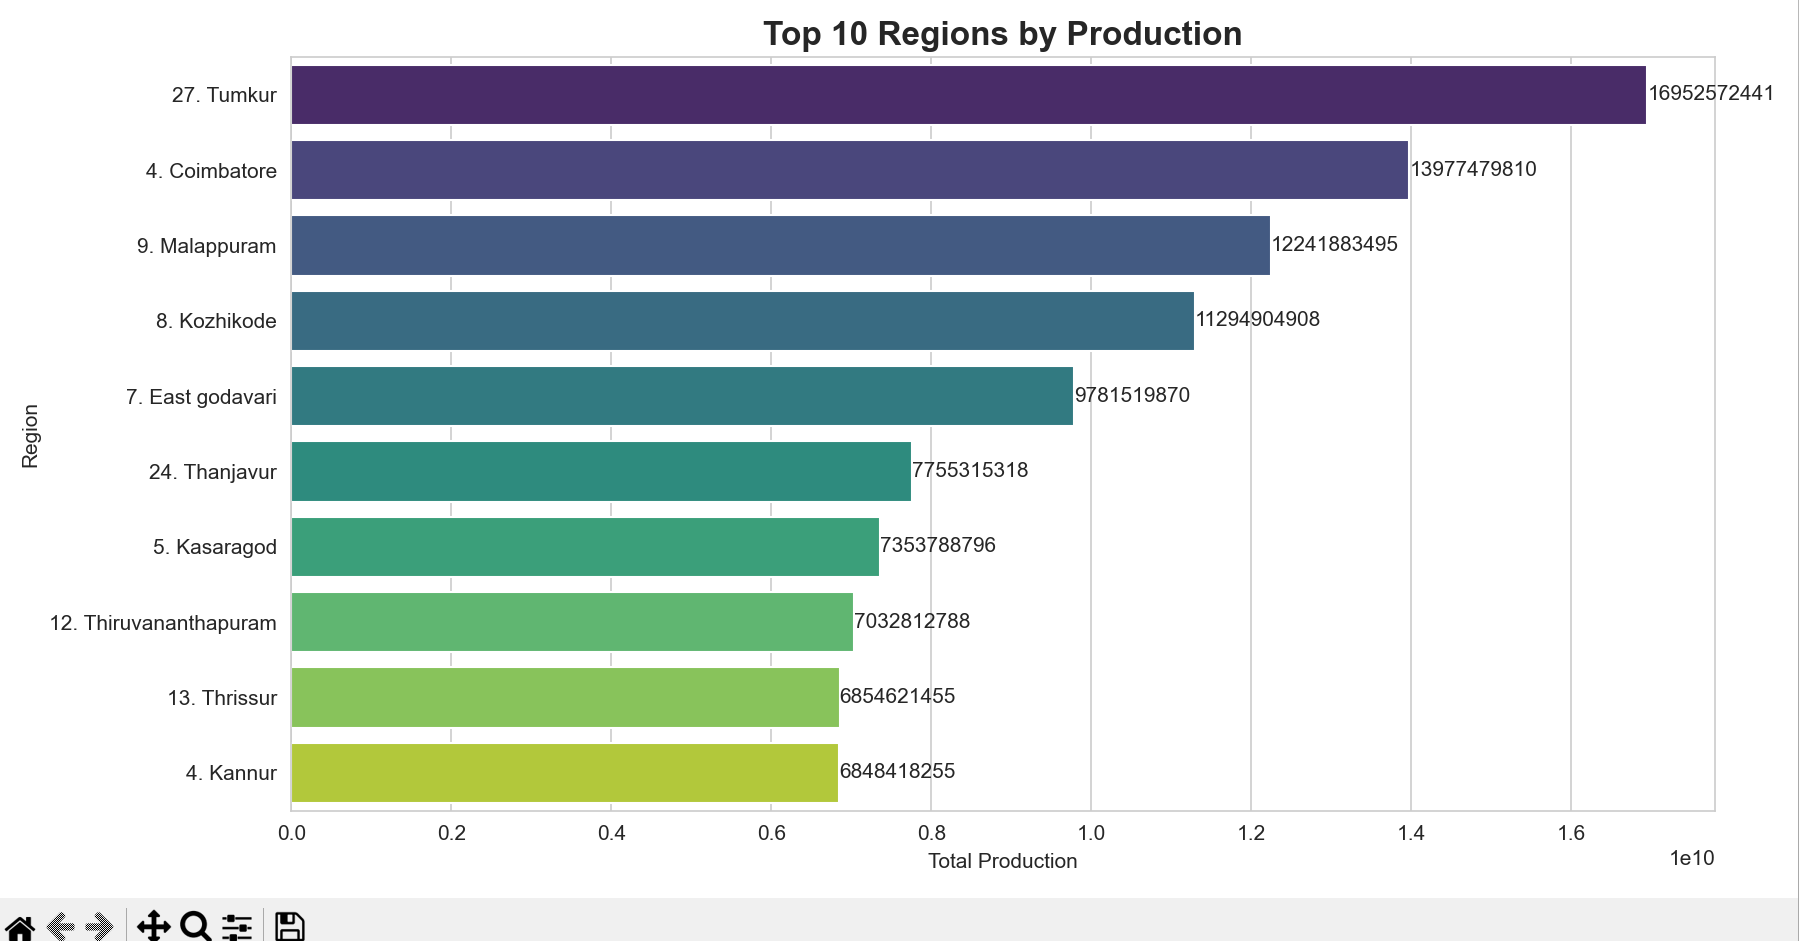 Top 10 Regions by Production
27. Tumkur
16952572441
4. Coimbatore
13977479810
9. Malappuram
12241883495
8. Kozhikode
11294904908
7. East godavari
9781519870
24. Thanjavur
7755315318
5. Kasaragod
7353788796
12. Thiruvananthapuram
7032812788
13. Thrissur
6854621455
4. Kannur
6848418255
Region
0.0 0.2 0.4 0.6 0.8 1.0 1.2 1.4 1.6
1e10
Total Production